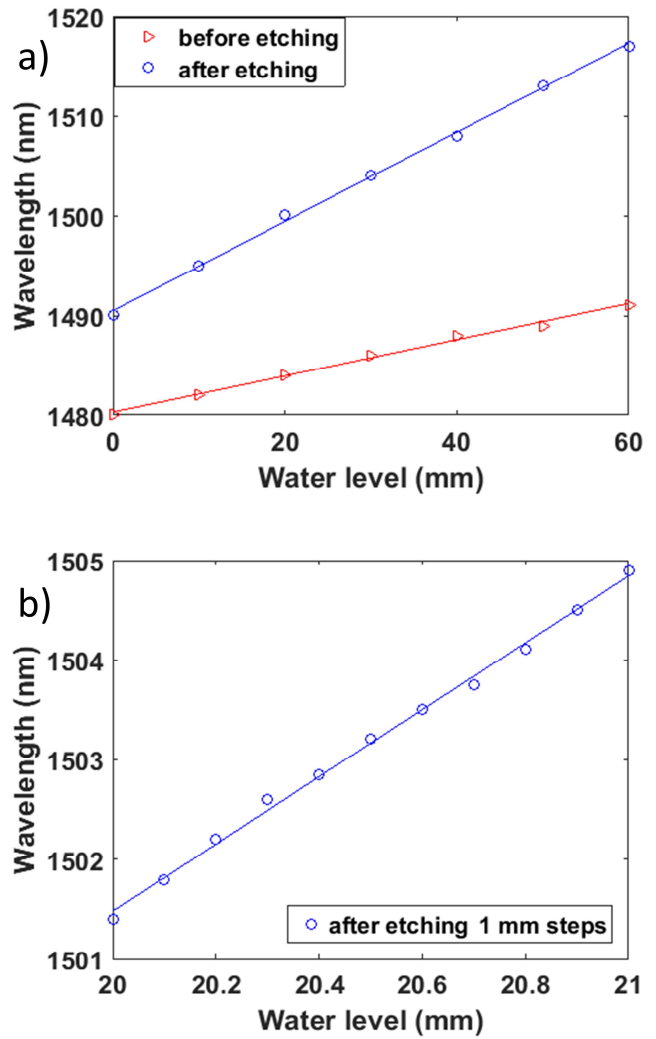 a)
before etching
after etching
1520
1510
1500
1490
1480
Wavelength (nm)
0 20 40 60
Water level (mm)
b)
1505
1504
1503
1502
1501
Wavelength (nm)
after etching 1 mm steps
20 20.2 20.4 20.6 20.8 21
Water level (mm)